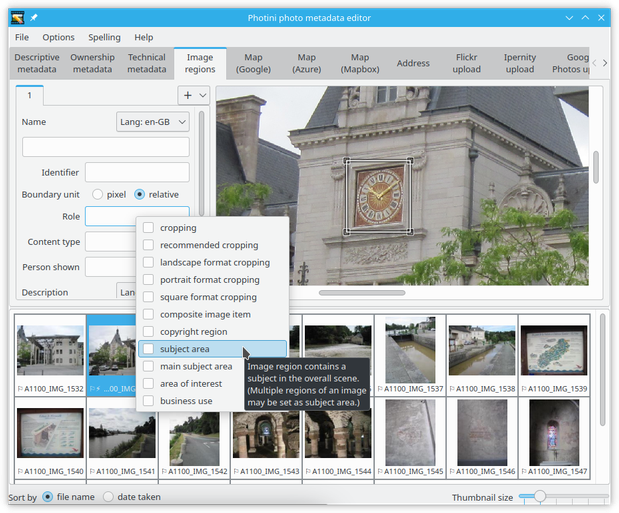 Photini photo metadata editor
File Options Spelling Help
Descriptive metadata
Ownership metadata
Technical metadata
Image regions
Map (Google)
Map (Azure)
Map (Mapbox)
Address
Flickr upload
Ipernity upload
Goog
Photos up
1
Name Lang: en-GB
Identifier
Boundary unit pixel relative
Role
Content type
Person shown
Description Lan
cropping
recommended cropping
landscape format cropping
portrait format cropping
square format cropping
composite image item
copyright region
subject area
main subject area
area of interest
business use
Image region contains a
subject in the overall scene.
(Multiple regions of an image
may be set as subject area.)
A1100_IMG_1532
...00_IMG
A1100_IMG_1537
A1100_IMG_1538
A1100_IMG_1539
A1100_IMG_1540
A1100_IMG_1541
A1100_IMG_1542
A1100_IMG_1543
A1100_IMG_1544
A1100_IMG_1545
A1100_IMG_1546
A1100_IMG_1547
Sort by file name date taken
Thumbnail size